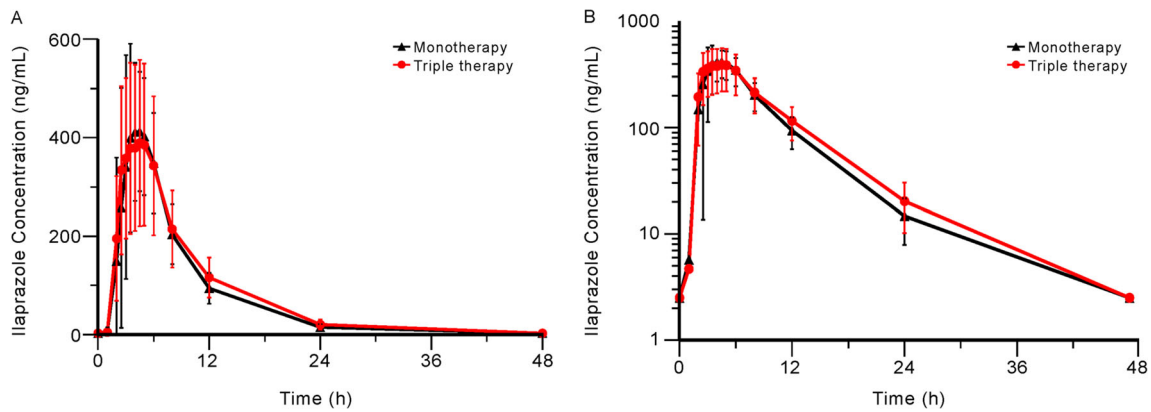 A
Ilaprazole Concentration (ng/mL)
600
400
200
0
0 12 24 36 48
Time (h)
Monotherapy
Triple therapy
B
Ilaprazole Concentration (ng/mL)
1000
100
10
1
0 12 24 36 48
Time (h)
Monotherapy
Triple therapy